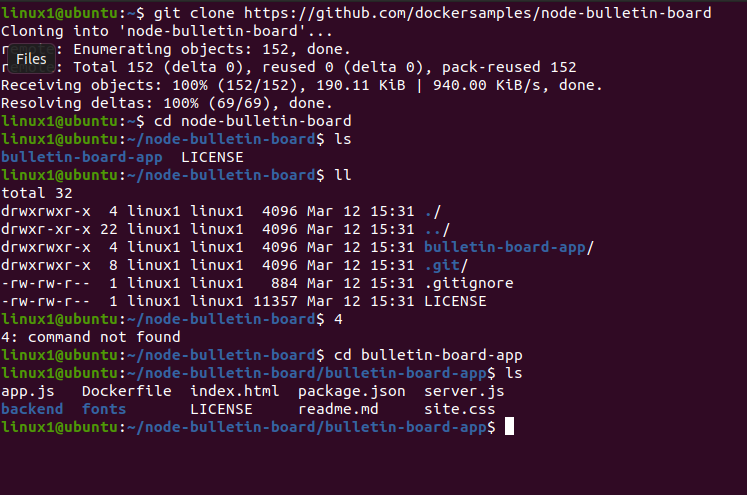 linux1@ubuntu:~$ git clone https://github.com/dockersamples/node-bulletin-board
Cloning into 'node-bulletin-board'...
remote: Enumerating objects: 152, done.
Files
remote: Total 152 (delta 0), reused 0 (delta 0), pack-reused 152
Receiving objects: 100% (152/152), 190.11 KiB | 940.00 KiB/s, done.
Resolving deltas: 100% (69/69), done.
linux1@ubuntu:~$ cd node-bulletin-board
linux1@ubuntu:~/node-bulletin-board$ ls
bulletin-board-app  LICENSE
linux1@ubuntu:~/node-bulletin-board$ ll
total 32
drwxrwxr-x  4 linux1 linux1  4096 Mar 12 15:31 ./
drwxr-xr-x 22 linux1 linux1  4096 Mar 12 15:31 ../
drwxrwxr-x  4 linux1 linux1  4096 Mar 12 15:31 bulletin-board-app/
drwxrwxr-x  8 linux1 linux1  4096 Mar 12 15:31 .git/
-rw-rw-r--  1 linux1 linux1   884 Mar 12 15:31 .gitignore
-rw-rw-r--  1 linux1 linux1 11357 Mar 12 15:31 LICENSE
linux1@ubuntu:~/node-bulletin-board$ 4
4: command not found
linux1@ubuntu:~/node-bulletin-board$ cd bulletin-board-app
linux1@ubuntu:~/node-bulletin-board/bulletin-board-app$ ls
app.js   Dockerfile  index.html  package.json  server.js
backend  fonts       LICENSE     readme.md     site.css
linux1@ubuntu:~/node-bulletin-board/bulletin-board-app$